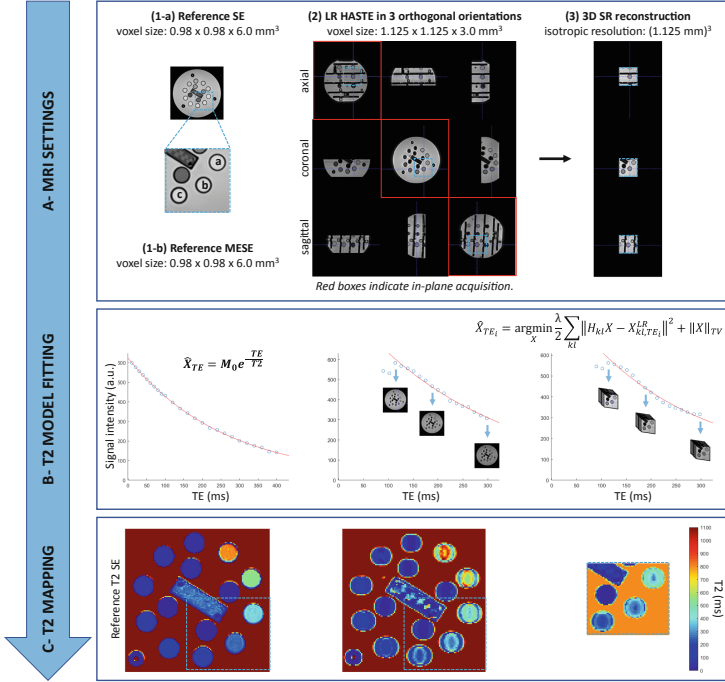 A- MRI SETTINGS
(1-a) Reference SE
voxel size: 0.98 x 0.98 x 6.0 mm³
a
b
c
(1-b) Reference MESE
voxel size: 0.98 x 0.98 x 6.0 mm³
(2) LR HASTE in 3 orthogonal orientations
voxel size: 1.125 x 1.125 x 3.0 mm³
axial
coronal
sagittal
Red boxes indicate in-plane acquisition.
(3) 3D SR reconstruction
isotropic resolution: (1.125 mm)³
B- T2 MODEL FITTING
X̂_TE = M₀e^(-TE/T2)
X̂_TEᵢ = argmin_X λ/2 ∑_kl ‖H_kl X − X^LR_kl,TEᵢ‖² + ‖X‖_TV
Signal intensity (a.u.)
600
500
400
300
200
100
0
0 50 100 150 200 250 300 350 400
TE (ms)
600
400
200
0
0 50 100 150 200 250 300
TE (ms)
600
400
200
0
0 50 100 150 200 250 300
TE (ms)
C- T2 MAPPING
Reference T2 SE
1100
1000
900
800
700
600
500
400
300
200
100
0
T2 (ms)